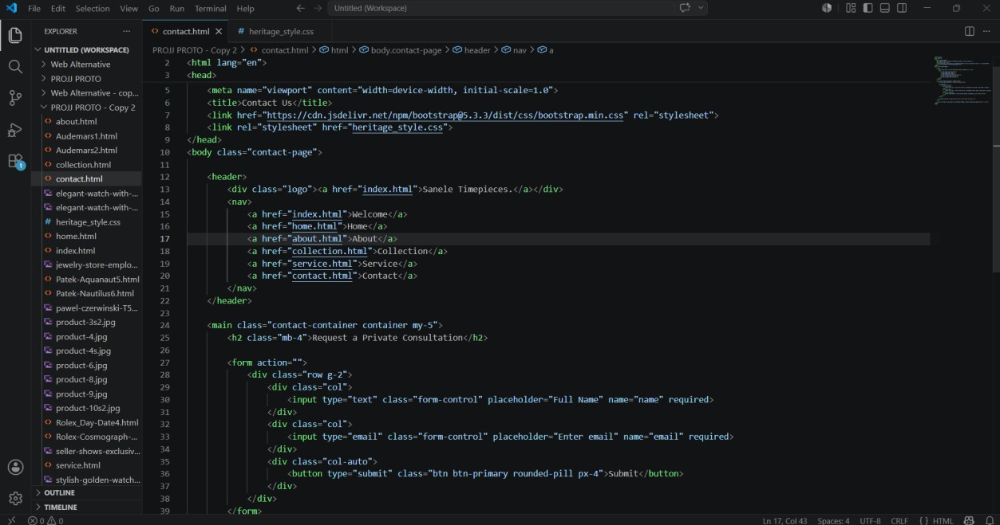 File Edit Selection View Go Run Terminal Help
Untitled (Workspace)
EXPLORER
UNTITLED (WORKSPACE)
Web Alternative
PROJJ PROTO
Web Alternative - cop...
PROJJ PROTO - Copy 2
about.html
Audemars1.html
Audemars2.html
collection.html
contact.html
elegant-watch-with-...
elegant-watch-with-...
heritage_style.css
home.html
index.html
jewelry-store-emplo...
Patek-Aquanaut5.html
Patek-Nautilus6.html
pawel-czerwinski-T5...
product-3s2.jpg
product-4.jpg
product-4s.jpg
product-6.jpg
product-8.jpg
product-9.jpg
product-10s2.jpg
Rolex_Day-Date4.html
Rolex-Cosmograph-...
seller-shows-exclusiv...
service.html
stylish-golden-watch...
OUTLINE
TIMELINE
1
contact.html
# heritage_style.css
PROJJ PROTO - Copy 2 > contact.html > html > body.contact-page > header > nav > a
2 <html lang="en">
3 <head>
5 <meta name="viewport" content="width=device-width, initial-scale=1.0">
6 <title>Contact Us</title>
7 <link href="https://cdn.jsdelivr.net/npm/bootstrap@5.3.3/dist/css/bootstrap.min.css" rel="stylesheet">
8 <link rel="stylesheet" href="heritage_style.css">
9 </head>
10 <body class="contact-page">
11
12 <header>
13 <div class="logo"><a href="index.html">Sanele Timepieces.</a></div>
14 <nav>
15 <a href="index.html">Welcome</a>
16 <a href="home.html">Home</a>
17 <a href="about.html">About</a>
18 <a href="collection.html">Collection</a>
19 <a href="service.html">Service</a>
20 <a href="contact.html">Contact</a>
21 </nav>
22 </header>
23
24 <main class="contact-container container my-5">
25 <h2 class="mb-4">Request a Private Consultation</h2>
26
27 <form action="">
28 <div class="row g-2">
29 <div class="col">
30 <input type="text" class="form-control" placeholder="Full Name" name="name" required>
31 </div>
32 <div class="col">
33 <input type="email" class="form-control" placeholder="Enter email" name="email" required>
34 </div>
35 <div class="col-auto">
36 <button type="submit" class="btn btn-primary rounded-pill px-4">Submit</button>
37 </div>
38 </div>
39 </form>
0 0
Ln 17, Col 43 Spaces: 4 UTF-8 CRLF { } HTML